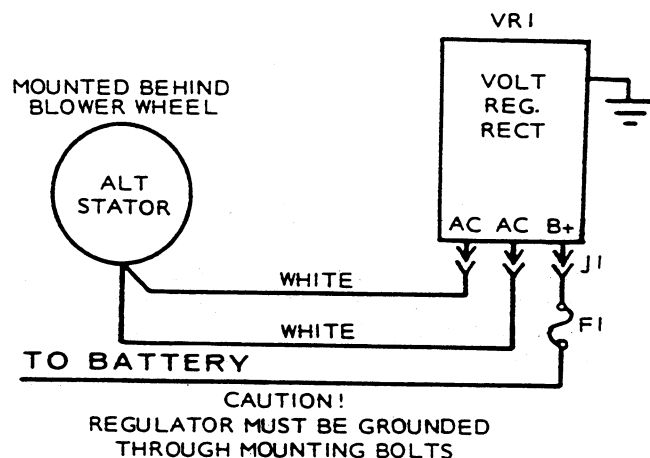 VR1
MOUNTED BEHIND
BLOWER WHEEL
VOLT
REG.
RECT
ALT
STATOR
AC AC B+
J1
WHITE
F1
WHITE
TO BATTERY
CAUTION!
REGULATOR MUST BE GROUNDED
THROUGH MOUNTING BOLTS